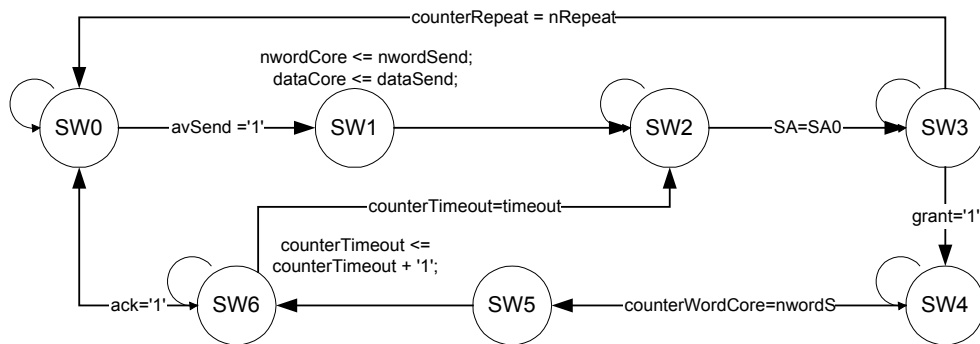 counterRepeat = nRepeat
nwordCore <= nwordSend;
dataCore <= dataSend;
SW0
avSend ='1'
SW1
SW2
SA=SA0
SW3
counterTimeout=timeout
grant='1'
counterTimeout <=
counterTimeout + '1';
ack='1'
SW6
SW5
counterWordCore=nwordS
SW4